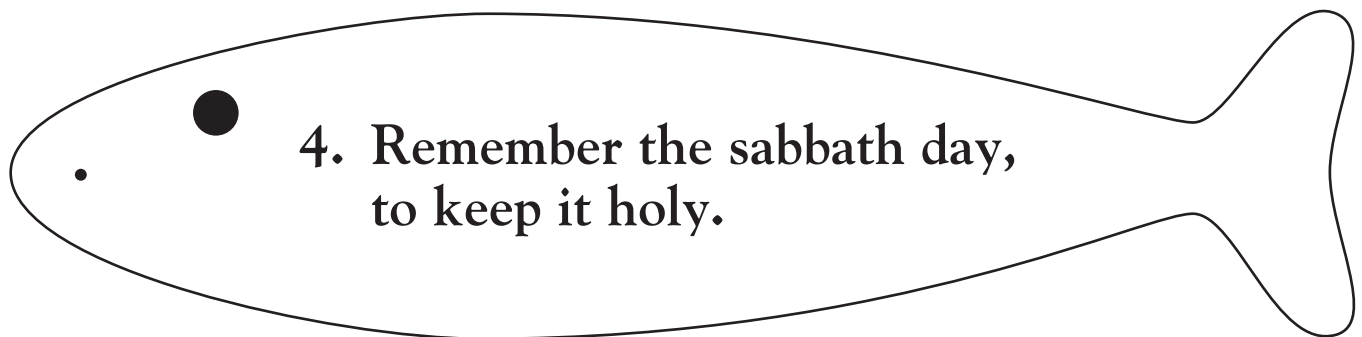 4. Remember the sabbath day,
to keep it holy.